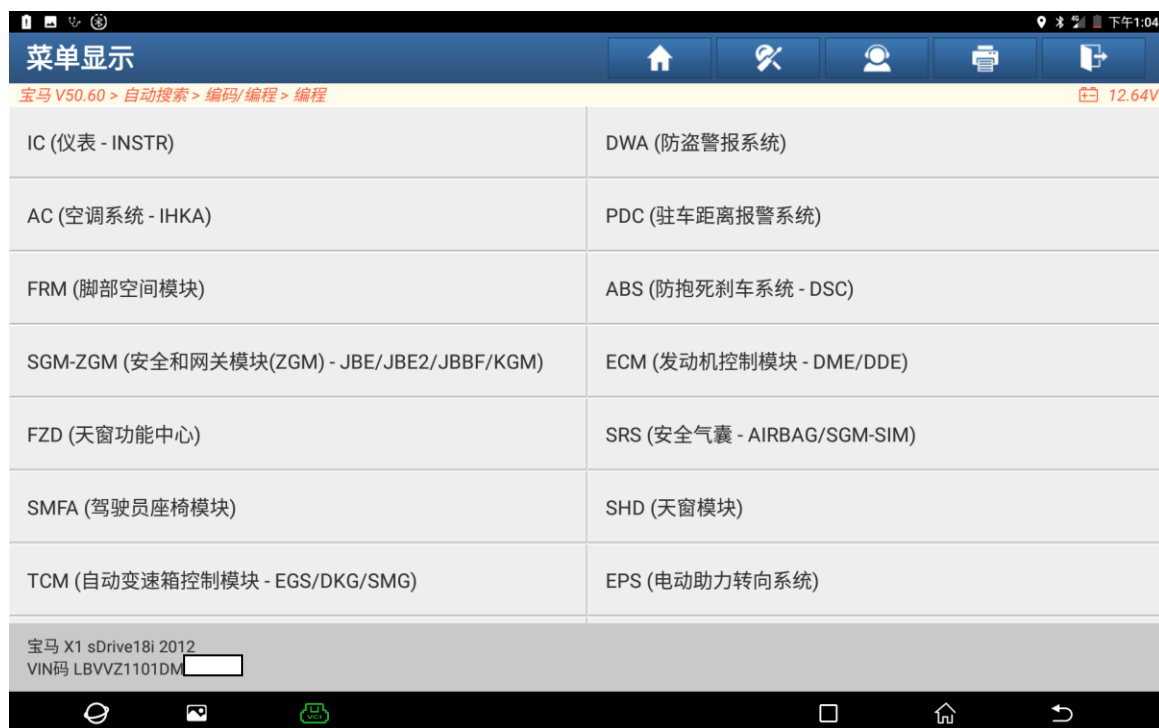 下午1:04
菜单显示
宝马 V50.60 > 自动搜索 > 编码/编程 > 编程
12.64V
IC (仪表 - INSTR)
DWA (防盗警报系统)
AC (空调系统 - IHKA)
PDC (驻车距离报警系统)
FRM (脚部空间模块)
ABS (防抱死刹车系统 - DSC)
SGM-ZGM (安全和网关模块(ZGM) - JBE/JBE2/JBBF/KGM)
ECM (发动机控制模块 - DME/DDE)
FZD (天窗功能中心)
SRS (安全气囊 - AIRBAG/SGM-SIM)
SMFA (驾驶员座椅模块)
SHD (天窗模块)
TCM (自动变速箱控制模块 - EGS/DKG/SMG)
EPS (电动助力转向系统)
宝马 X1 sDrive18i 2012
VIN码 LBVVZ1101DM
VCI